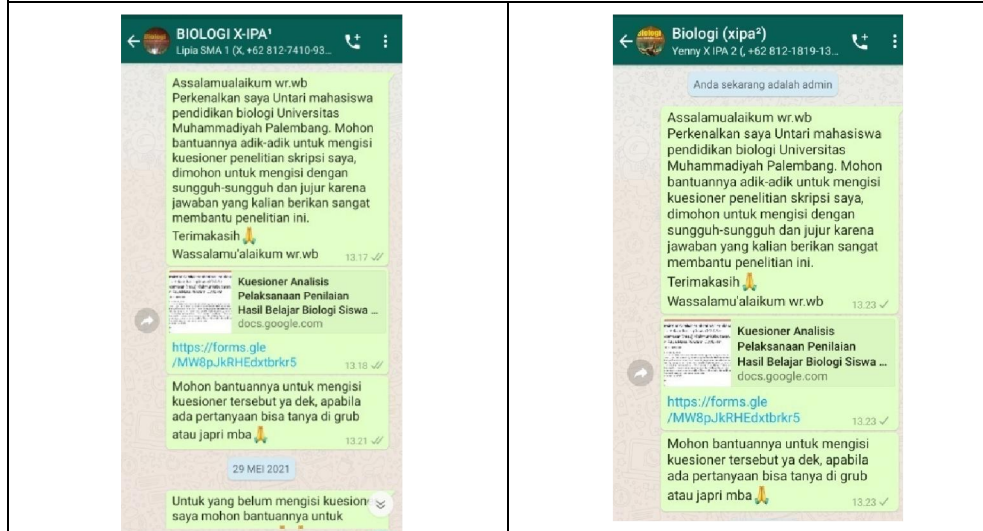 BIOLOGI X-IPA¹
Lipia SMA 1 (X, +62 812-7410-93...
Assalamualaikum wr.wb
Perkenalkan saya Untari mahasiswa
pendidikan biologi Universitas
Muhammadiyah Palembang. Mohon
bantuannya adik-adik untuk mengisi
kuesioner penelitian skripsi saya,
dimohon untuk mengisi dengan
sungguh-sungguh dan jujur karena
jawaban yang kalian berikan sangat
membantu penelitian ini.
Terimakasih 🙏
Wassalamu'alaikum wr.wb 13.17
Kuesioner Analisis
Pelaksanaan Penilaian
Hasil Belajar Biologi Siswa ...
docs.google.com
https://forms.gle
/MW8pJkRHEdxtbrkr5 13.18
Mohon bantuannya untuk mengisi
kuesioner tersebut ya dek, apabila
ada pertanyaan bisa tanya di grub
atau japri mba 🙏 13.21
29 MEI 2021
Untuk yang belum mengisi kuesion
saya mohon bantuannya untuk
Biologi (xipa²)
Yenny X IPA 2 (, +62 812-1819-13...
Anda sekarang adalah admin
Assalamualaikum wr.wb
Perkenalkan saya Untari mahasiswa
pendidikan biologi Universitas
Muhammadiyah Palembang. Mohon
bantuannya adik-adik untuk mengisi
kuesioner penelitian skripsi saya,
dimohon untuk mengisi dengan
sungguh-sungguh dan jujur karena
jawaban yang kalian berikan sangat
membantu penelitian ini.
Terimakasih 🙏
Wassalamu'alaikum wr.wb 13.23
Kuesioner Analisis
Pelaksanaan Penilaian
Hasil Belajar Biologi Siswa ...
docs.google.com
https://forms.gle
/MW8pJkRHEdxtbrkr5 13.23
Mohon bantuannya untuk mengisi
kuesioner tersebut ya dek, apabila
ada pertanyaan bisa tanya di grub
atau japri mba 🙏 13.23